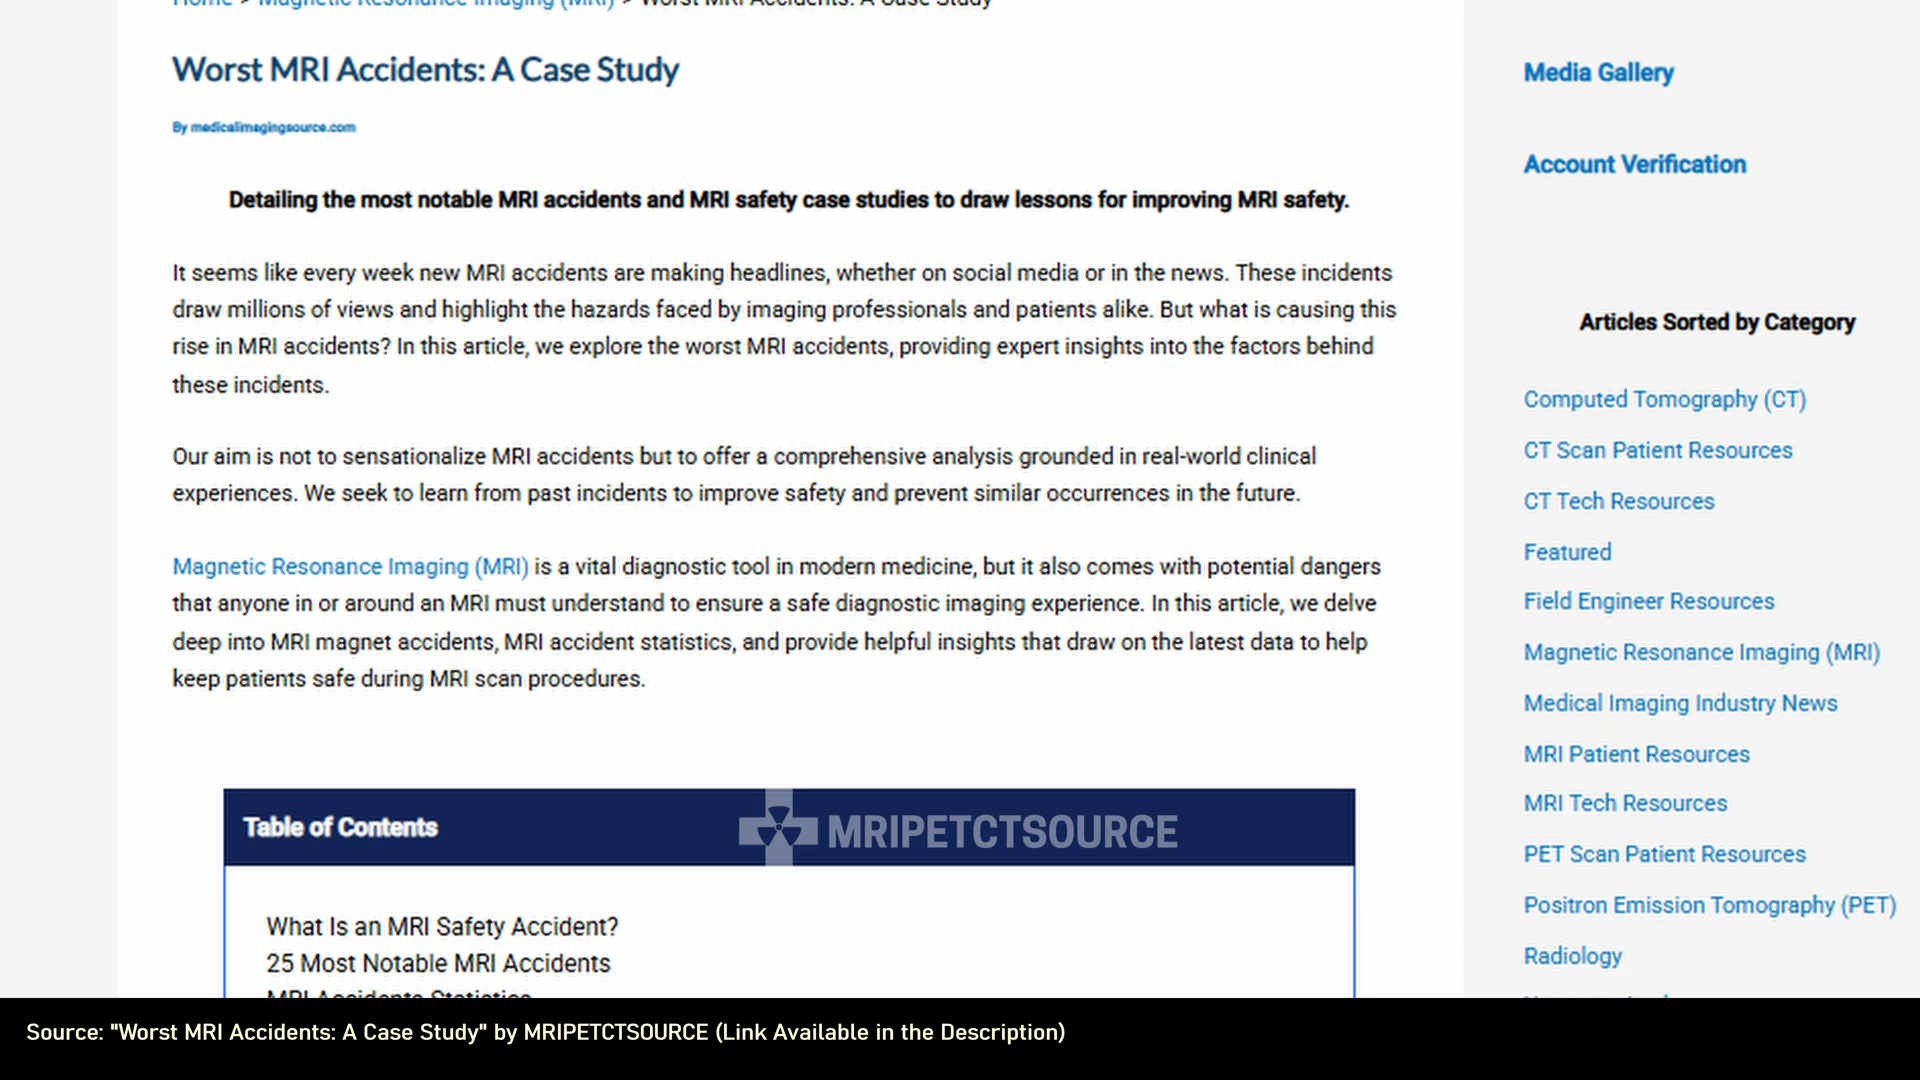 Home > Magnetic Resonance Imaging (MRI) > Worst MRI Accidents: A Case Study
Worst MRI Accidents: A Case Study
By medicalimagingsource.com
Detailing the most notable MRI accidents and MRI safety case studies to draw lessons for improving MRI safety.
It seems like every week new MRI accidents are making headlines, whether on social media or in the news. These incidents
draw millions of views and highlight the hazards faced by imaging professionals and patients alike. But what is causing this
rise in MRI accidents? In this article, we explore the worst MRI accidents, providing expert insights into the factors behind
these incidents.
Our aim is not to sensationalize MRI accidents but to offer a comprehensive analysis grounded in real-world clinical
experiences. We seek to learn from past incidents to improve safety and prevent similar occurrences in the future.
Magnetic Resonance Imaging (MRI) is a vital diagnostic tool in modern medicine, but it also comes with potential dangers
that anyone in or around an MRI must understand to ensure a safe diagnostic imaging experience. In this article, we delve
deep into MRI magnet accidents, MRI accident statistics, and provide helpful insights that draw on the latest data to help
keep patients safe during MRI scan procedures.
Table of Contents
MRIPETCTSOURCE
What Is an MRI Safety Accident?
25 Most Notable MRI Accidents
MRI Accidents Statistics
Media Gallery
Account Verification
Articles Sorted by Category
Computed Tomography (CT)
CT Scan Patient Resources
CT Tech Resources
Featured
Field Engineer Resources
Magnetic Resonance Imaging (MRI)
Medical Imaging Industry News
MRI Patient Resources
MRI Tech Resources
PET Scan Patient Resources
Positron Emission Tomography (PET)
Radiology
Source: "Worst MRI Accidents: A Case Study" by MRIPETCTSOURCE (Link Available in the Description)